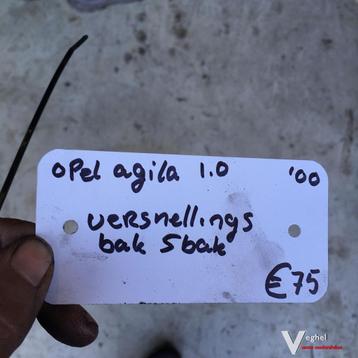 OPel agila 1.0 '00
versnellings
bak 5bak
€75
Veghel